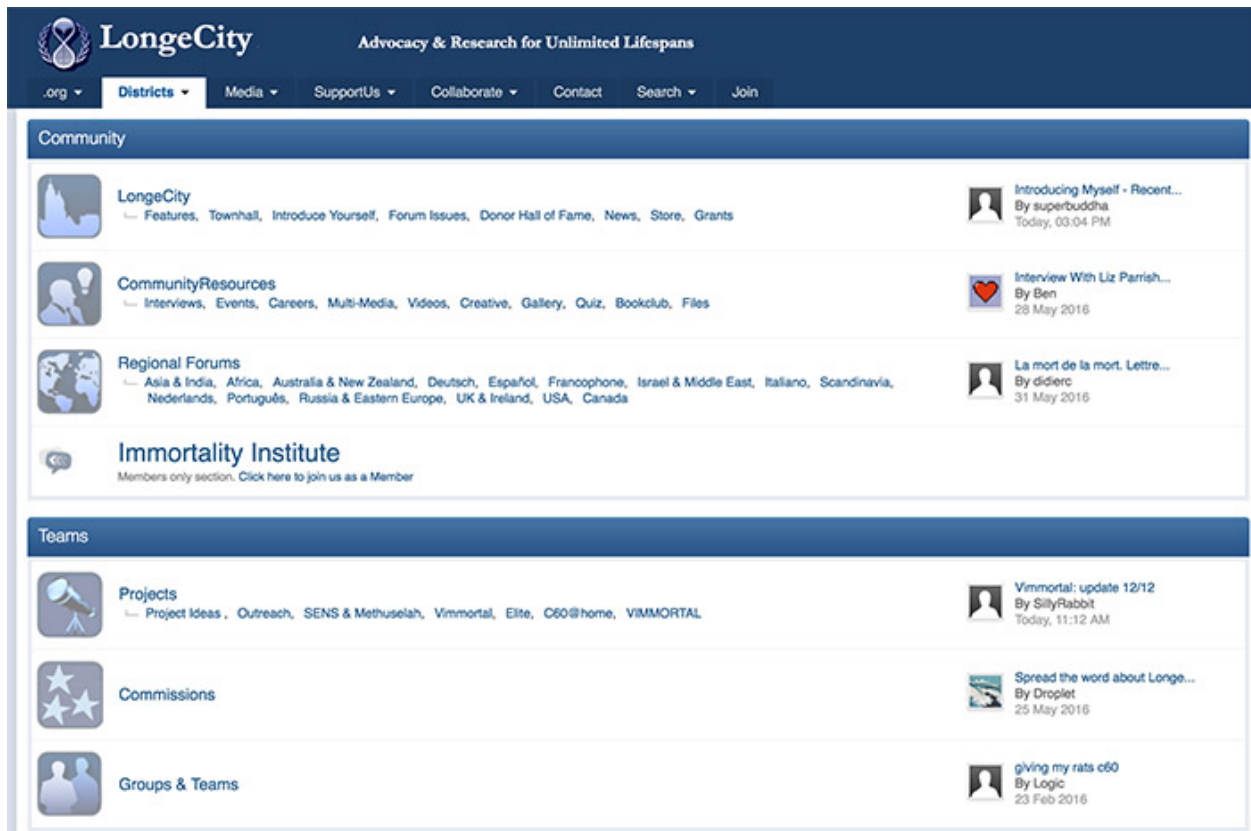 LongeCity
Advocacy & Research for Unlimited Lifespans
.org Districts Media SupportUs Collaborate Contact Search Join
Community
LongeCity
Features, Townhall, Introduce Yourself, Forum Issues, Donor Hall of Fame, News, Store, Grants
Introducing Myself - Recent...
By superbuddha
Today, 03:04 PM
CommunityResources
Interviews, Events, Careers, Multi-Media, Videos, Creative, Gallery, Quiz, Bookclub, Files
Interview With Liz Parrish...
By Ben
28 May 2016
Regional Forums
Asia & India, Africa, Australia & New Zealand, Deutsch, Español, Francophone, Israel & Middle East, Italiano, Scandinavia,
Nederlands, Português, Russia & Eastern Europe, UK & Ireland, USA, Canada
La mort de la mort. Lettre...
By didierc
31 May 2016
Immortality Institute
Members only section. Click here to join us as a Member
Teams
Projects
Project Ideas , Outreach, SENS & Methuselah, Vimmortal, Elite, C60@home, VIMMORTAL
Vimmortal: update 12/12
By SillyRabbit
Today, 11:12 AM
Commissions
Spread the word about Longe...
By Droplet
25 May 2016
Groups & Teams
giving my rats c60
By Logic
23 Feb 2016